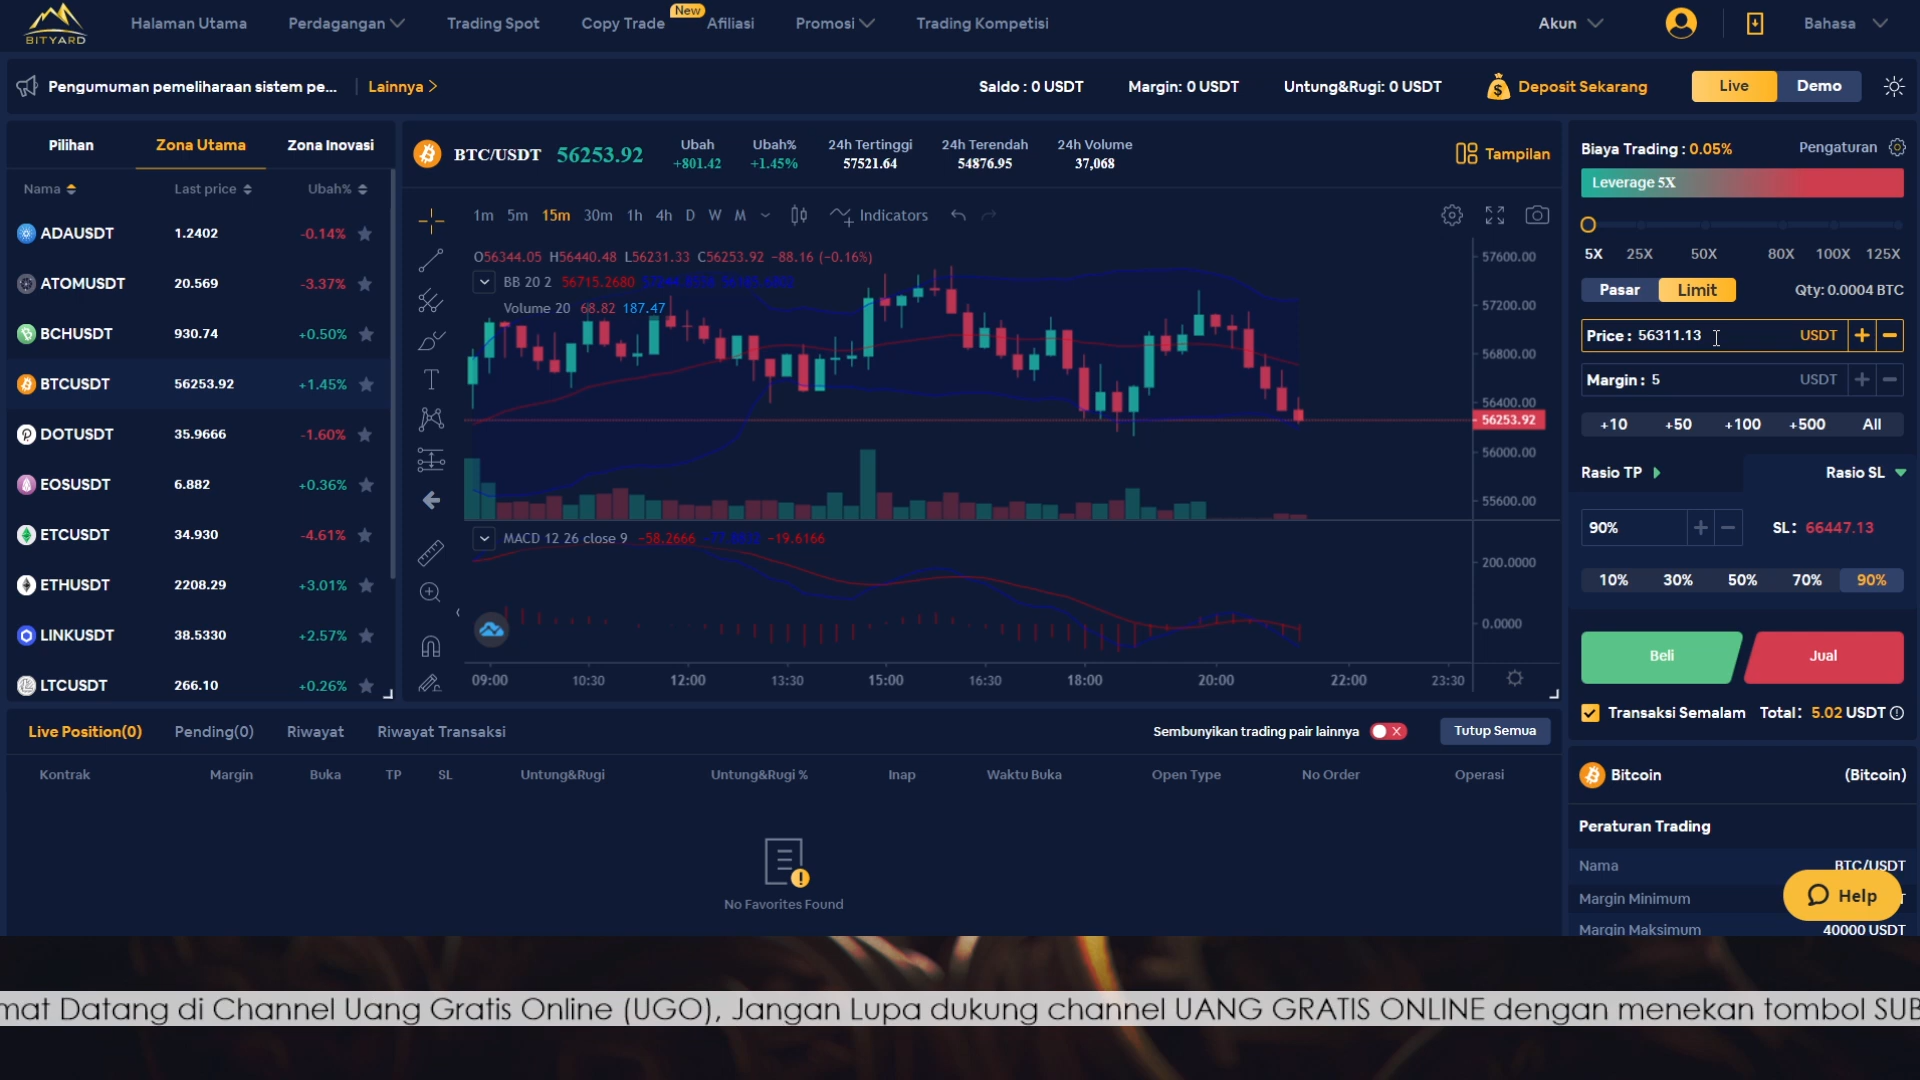 BITYARD
Halaman Utama
Perdagangan
Trading Spot
Copy Trade
New
Afiliasi
Promosi
Trading Kompetisi
Akun
Bahasa
Pengumuman pemeliharaan sistem pe...
Lainnya >
Saldo : 0 USDT
Margin: 0 USDT
Untung&Rugi: 0 USDT
Deposit Sekarang
Live
Demo
Pilihan
Zona Utama
Zona Inovasi
Nama
Last price
Ubah%
ADAUSDT 1.2402 -0.14%
ATOMUSDT 20.569 -3.37%
BCHUSDT 930.74 +0.50%
BTCUSDT 56253.92 +1.45%
DOTUSDT 35.9666 -1.60%
EOSUSDT 6.882 +0.36%
ETCUSDT 34.930 -4.61%
ETHUSDT 2208.29 +3.01%
LINKUSDT 38.5330 +2.57%
LTCUSDT 266.10 +0.26%
BTC/USDT 56253.92
Ubah
+801.42
Ubah%
+1.45%
24h Tertinggi
57521.64
24h Terendah
54876.95
24h Volume
37,068
Tampilan
1m 5m 15m 30m 1h 4h D W M
Indicators
O56344.05 H56440.48 L56231.33 C56253.92 -88.16 (-0.16%)
BB 20 2 56715.2680
Volume 20 68.82 187.47
57600.00
57200.00
56800.00
56400.00
56253.92
56000.00
55600.00
MACD 12 26 close 9 -58.2666 -19.6166
200.0000
0.0000
09:00 10:30 12:00 13:30 15:00 16:30 18:00 20:00 22:00 23:30
Biaya Trading : 0.05%
Pengaturan
Leverage 5X
5X 25X 50X 80X 100X 125X
Pasar
Limit
Qty: 0.0004 BTC
Price : 56311.13 USDT + −
Margin : 5 USDT + −
+10 +50 +100 +500 All
Rasio TP
Rasio SL
90% + −
SL: 66447.13
10% 30% 50% 70% 90%
Beli
Jual
Transaksi Semalam
Total: 5.02 USDT
Bitcoin (Bitcoin)
Peraturan Trading
Nama BTC/USDT
Margin Minimum
Help
Margin Maksimum 40000 USDT
Live Position(0)
Pending(0)
Riwayat
Riwayat Transaksi
Sembunyikan trading pair lainnya
X
Tutup Semua
Kontrak Margin Buka TP SL Untung&Rugi Untung&Rugi % Inap Waktu Buka Open Type No Order Operasi
No Favorites Found
mat Datang di Channel Uang Gratis Online (UGO), Jangan Lupa dukung channel UANG GRATIS ONLINE dengan menekan tombol SUB